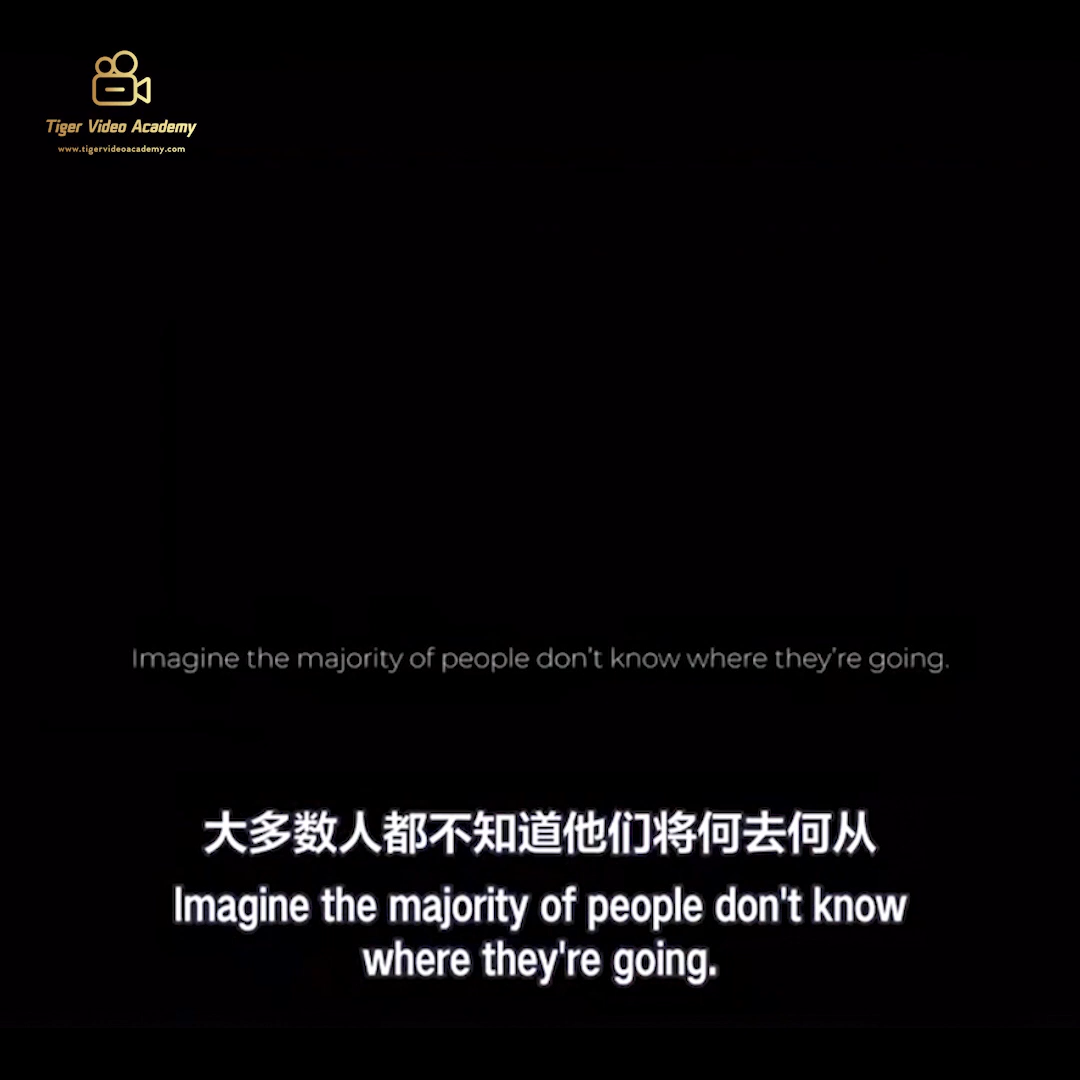 Tiger Video Academy
www.tigervideoacademy.com
Imagine the majority of people don’t know where they’re going.
大多数人都不知道他们将何去何从
Imagine the majority of people don't know
where they're going.